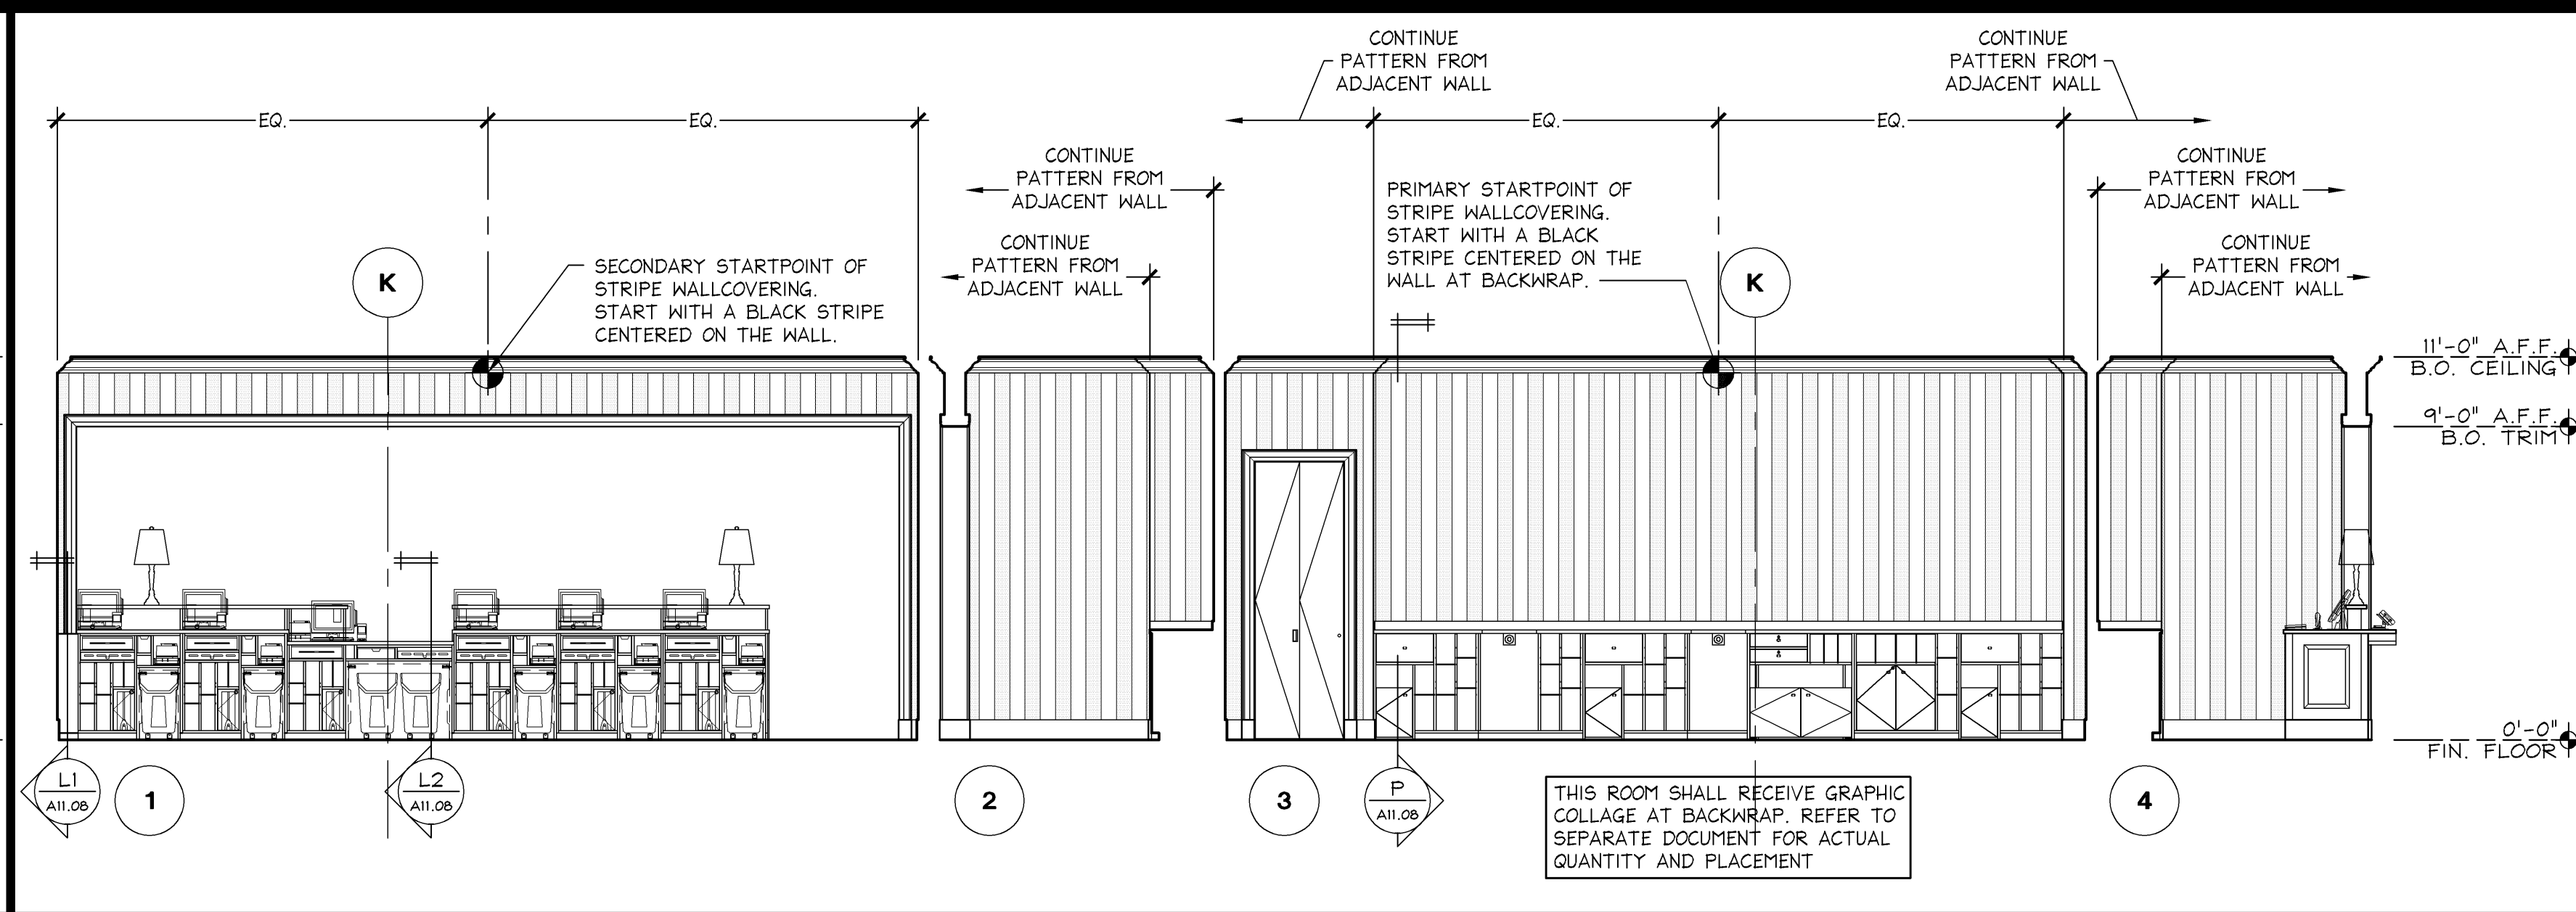 CONTINUE
PATTERN FROM
ADJACENT WALL
CONTINUE
PATTERN FROM
ADJACENT WALL
EQ.
EQ.
EQ.
EQ.
CONTINUE
PATTERN FROM
ADJACENT WALL
CONTINUE
PATTERN FROM
ADJACENT WALL
PRIMARY STARTPOINT OF
STRIPE WALLCOVERING.
START WITH A BLACK
STRIPE CENTERED ON THE
WALL AT BACKWRAP.
CONTINUE
PATTERN FROM
ADJACENT WALL
CONTINUE
PATTERN FROM
ADJACENT WALL
K
SECONDARY STARTPOINT OF
STRIPE WALLCOVERING.
START WITH A BLACK STRIPE
CENTERED ON THE WALL.
K
11'-0" A.F.F.
B.O. CEILING
9'-0" A.F.F.
B.O. TRIM
0'-0"
FIN. FLOOR
L1
A11.08
1
L2
A11.08
2
3
P
A11.08
THIS ROOM SHALL RECEIVE GRAPHIC
COLLAGE AT BACKWRAP. REFER TO
SEPARATE DOCUMENT FOR ACTUAL
QUANTITY AND PLACEMENT
4